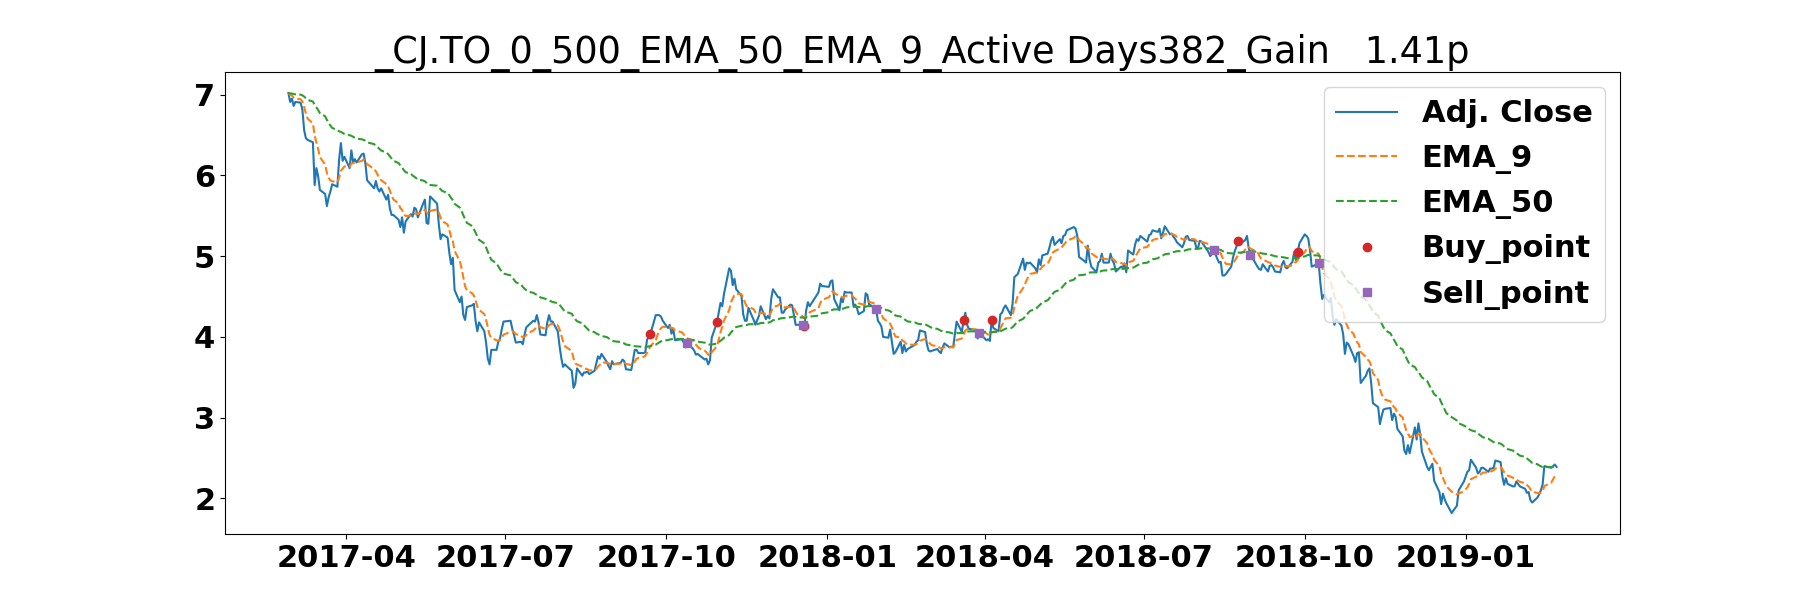 _CJ.TO_0_500_EMA_50_EMA_9_Active Days382_Gain 1.41p
7
6
5
4
3
2
Adj. Close
EMA_9
EMA_50
Buy_point
Sell_point
2017-04 2017-07 2017-10 2018-01 2018-04 2018-07 2018-10 2019-01